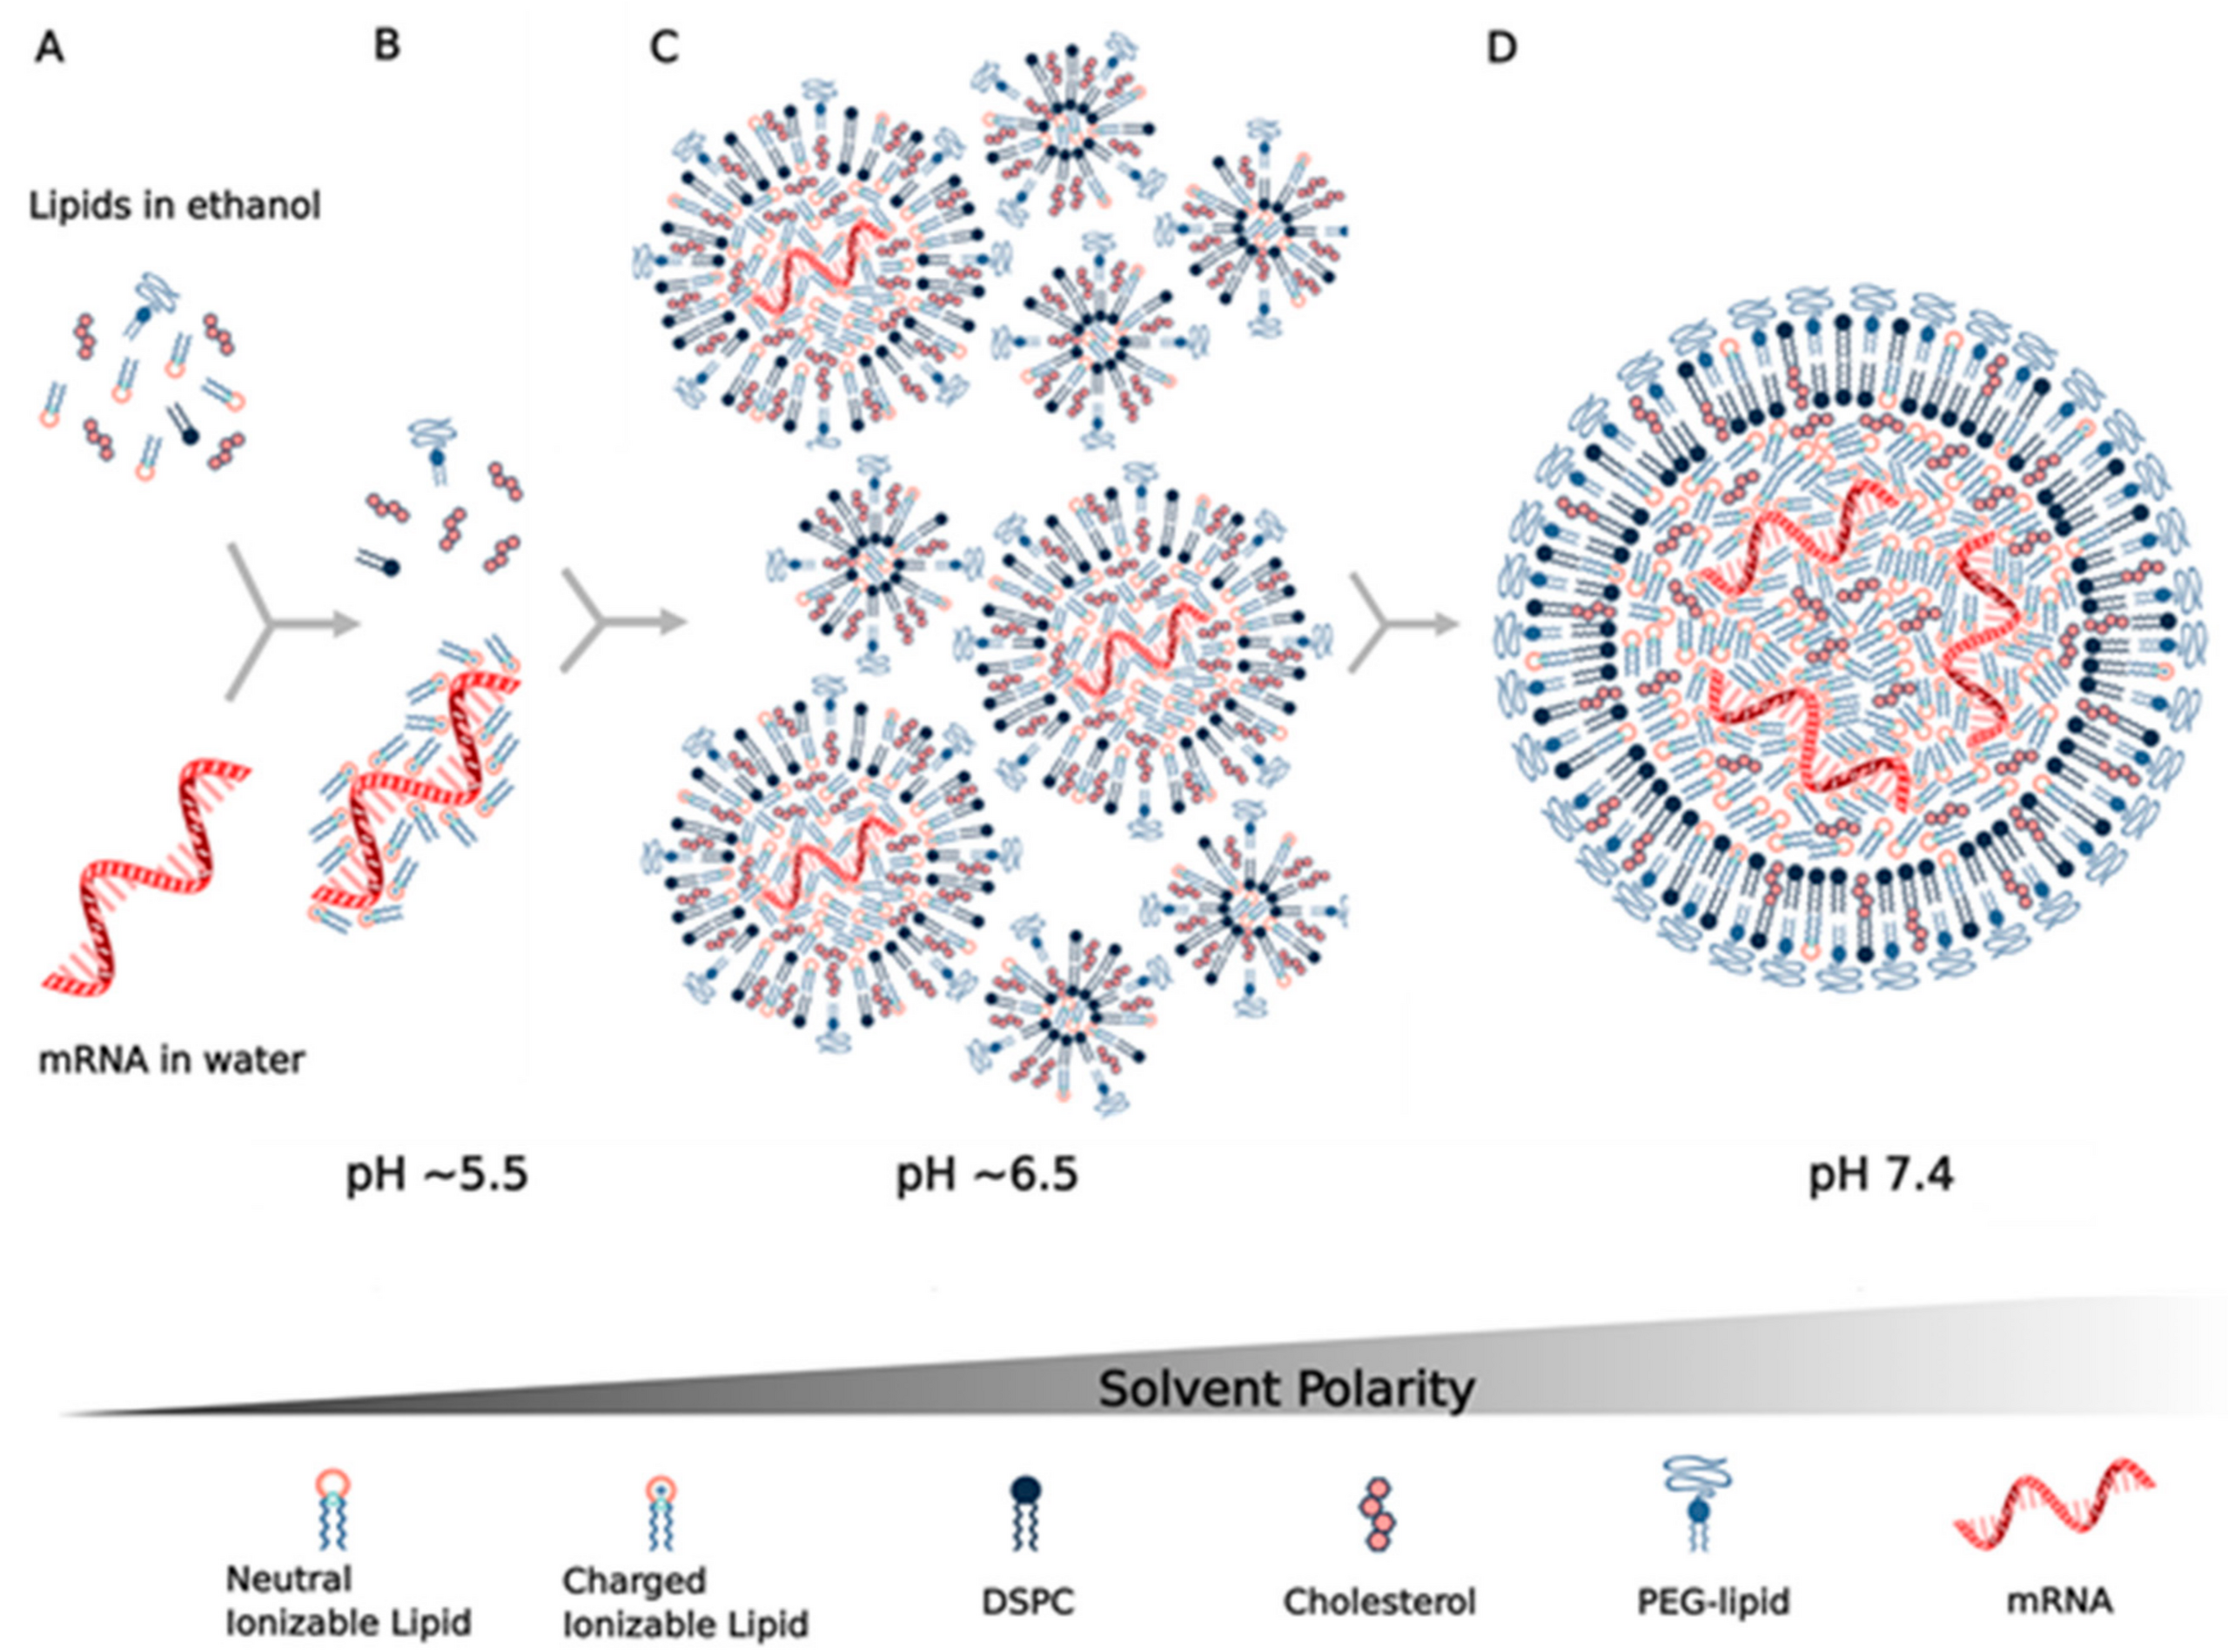 A
B
C
D
Lipids in ethanol
mRNA in water
pH ~5.5
pH ~6.5
pH 7.4
Solvent Polarity
Neutral
Ionizable Lipid
Charged
Ionizable Lipid
DSPC
Cholesterol
PEG-lipid
mRNA